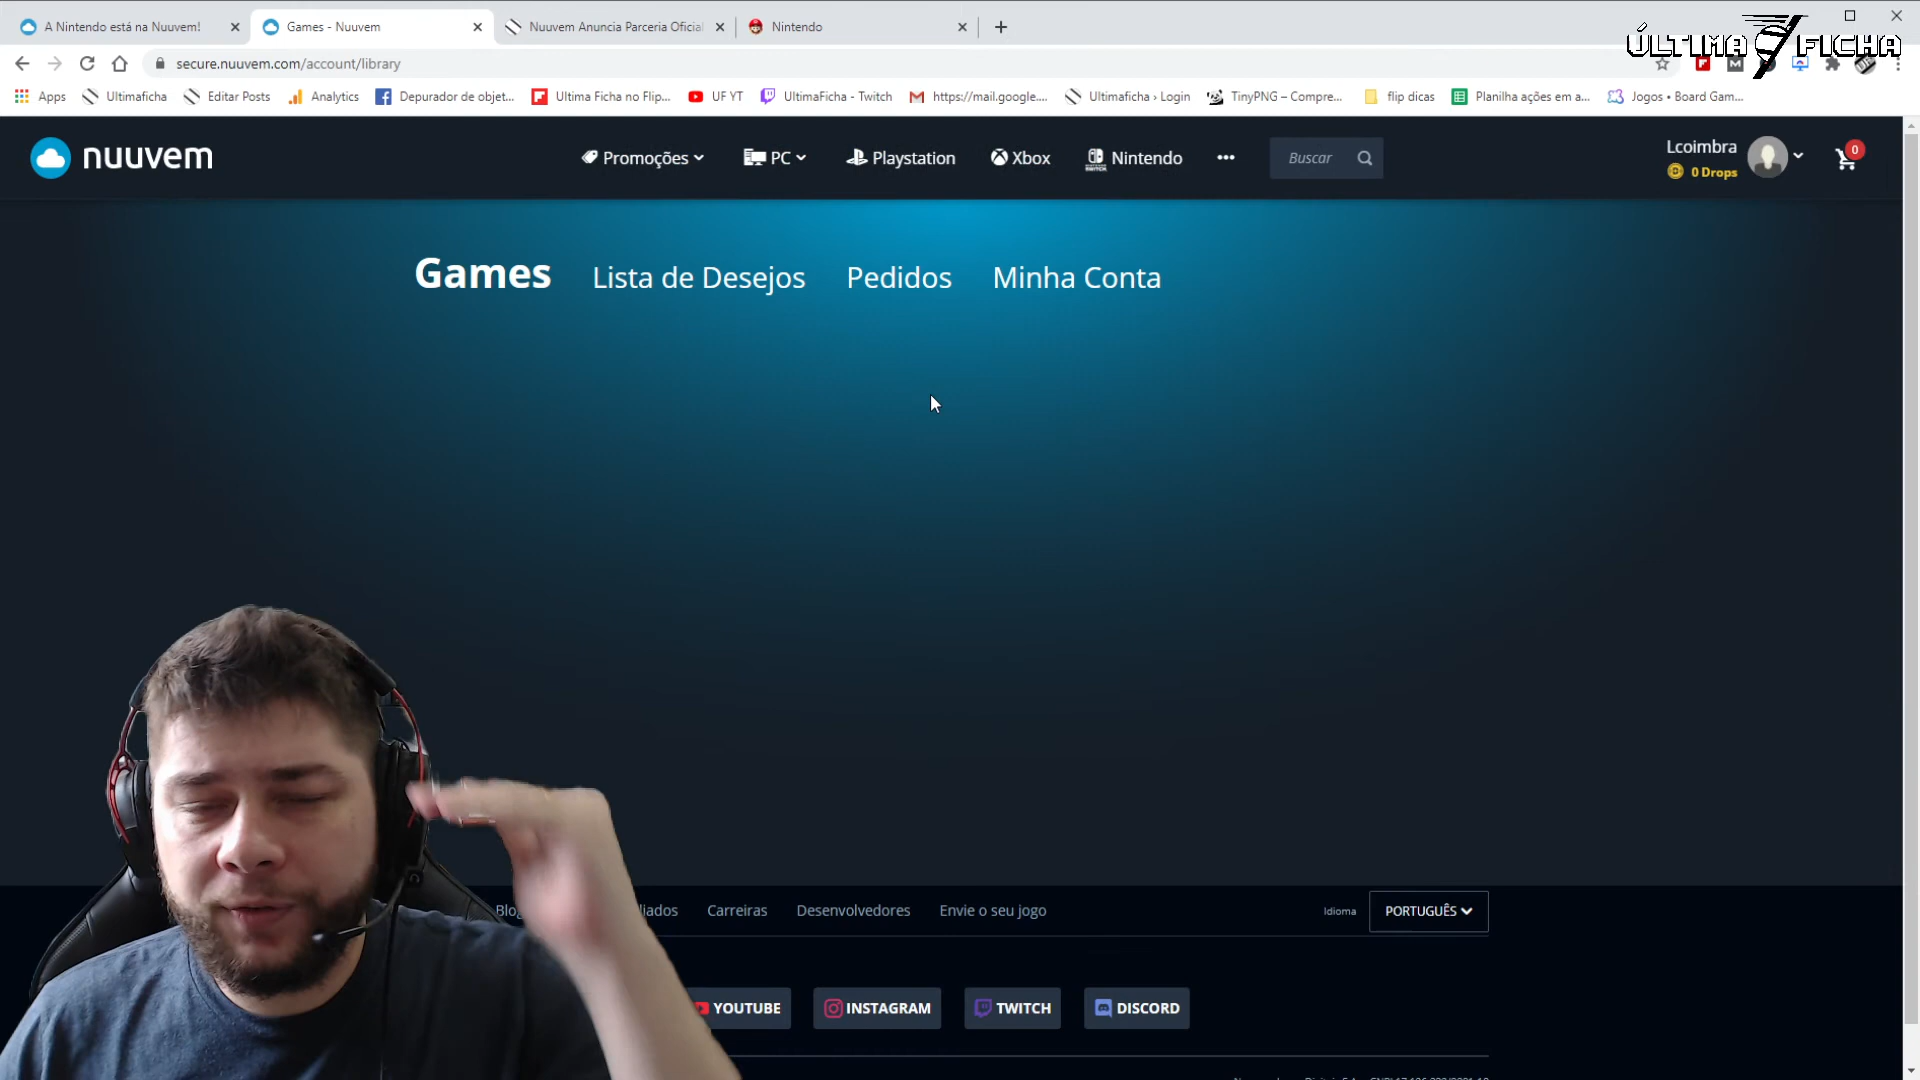 A Nintendo está na Nuuvem!
Games - Nuuvem
Nuuvem Anuncia Parceria Oficial
Nintendo
ÚLTIMA FICHA
secure.nuuvem.com/account/library
Apps
Ultimaficha
Editar Posts
Analytics
Depurador de objet...
Ultima Ficha no Flip...
UF YT
UltimaFicha - Twitch
https://mail.google....
Ultimaficha › Login
TinyPNG – Compre...
flip dicas
Planilha ações em a...
Jogos • Board Gam...
nuuvem
Promoções
PC
Playstation
Xbox
Nintendo
Buscar
Lcoimbra
0 Drops
0
Games
Lista de Desejos
Pedidos
Minha Conta
Carreiras
Desenvolvedores
Envie o seu jogo
Idioma
PORTUGUÊS
YOUTUBE
INSTAGRAM
TWITCH
DISCORD